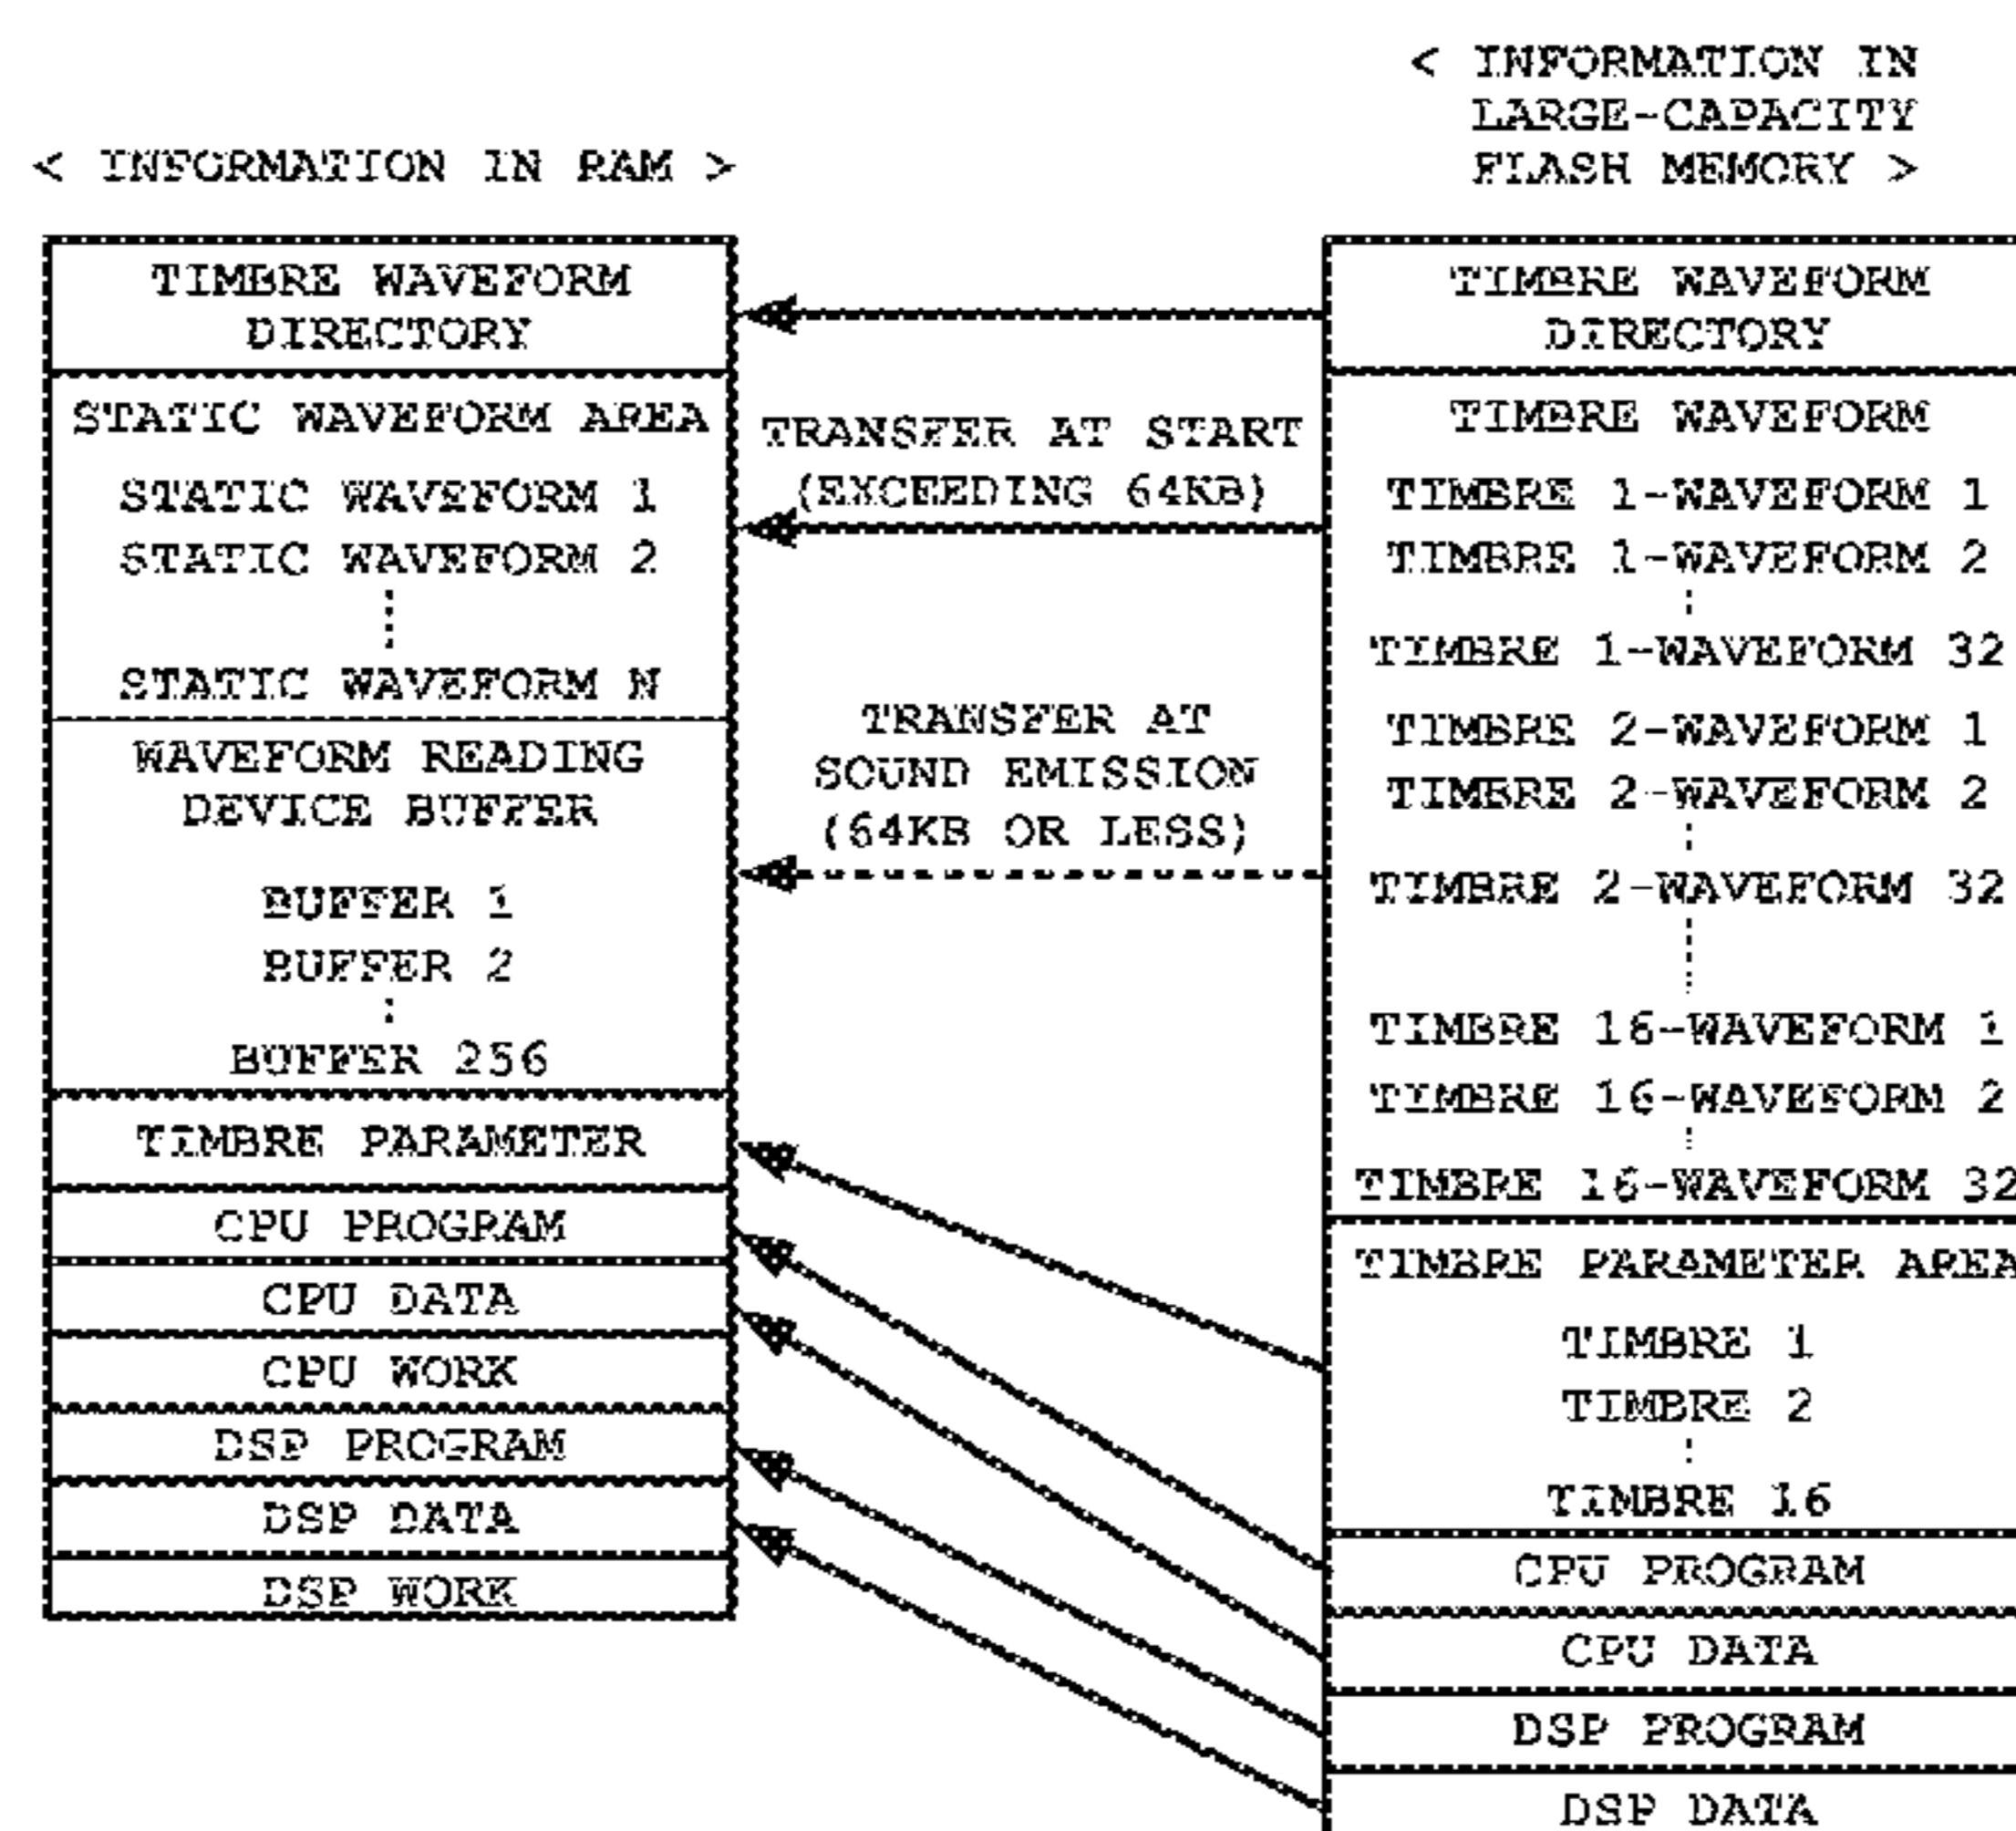 < INFORMATION IN RAM >
TIMBRE WAVEFORM
DIRECTORY
STATIC WAVEFORM AREA
STATIC WAVEFORM 1
STATIC WAVEFORM 2
STATIC WAVEFORM N
WAVEFORM READING
DEVICE BUFFER
BUFFER 1
BUFFER 2
BUFFER 256
TIMBRE PARAMETER
CPU PROGRAM
CPU DATA
CPU WORK
DSP PROGRAM
DSP DATA
DSP WORK
TRANSFER AT START
(EXCEEDING 64KB)
TRANSFER AT
SOUND EMISSION
(64KB OR LESS)
< INFORMATION IN
LARGE-CAPACITY
FLASH MEMORY >
TIMBRE WAVEFORM
DIRECTORY
TIMBRE WAVEFORM
TIMBRE 1-WAVEFORM 1
TIMBRE 1-WAVEFORM 2
TIMBRE 1-WAVEFORM 32
TIMBRE 2-WAVEFORM 1
TIMBRE 2-WAVEFORM 2
TIMBRE 2-WAVEFORM 32
TIMBRE 16-WAVEFORM 1
TIMBRE 16-WAVEFORM 2
TIMBRE 16-WAVEFORM 32
TIMBRE PARAMETER AREA
TIMBRE 1
TIMBRE 2
TIMBRE 16
CPU PROGRAM
CPU DATA
DSP PROGRAM
DSP DATA